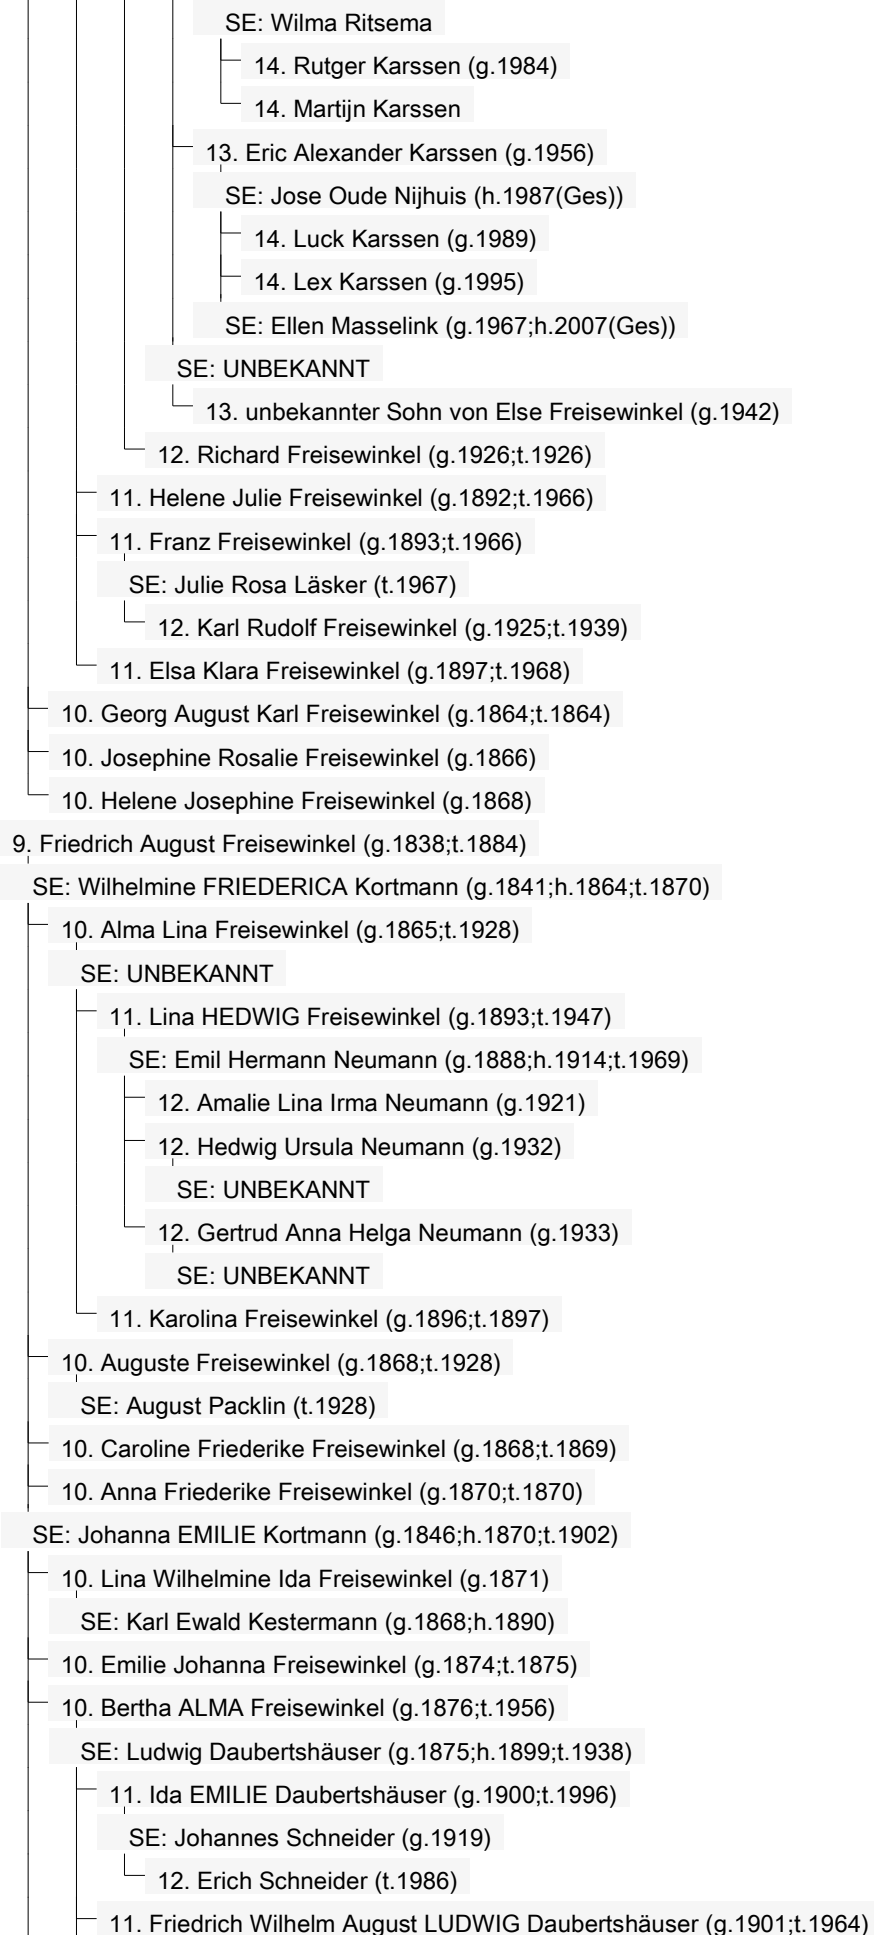 SE: Wilma Ritsema
14. Rutger Karssen (g.1984)
14. Martijn Karssen
13. Eric Alexander Karssen (g.1956)
SE: Jose Oude Nijhuis (h.1987(Ges))
14. Luck Karssen (g.1989)
14. Lex Karssen (g.1995)
SE: Ellen Masselink (g.1967;h.2007(Ges))
SE: UNBEKANNT
13. unbekannter Sohn von Else Freisewinkel (g.1942)
12. Richard Freisewinkel (g.1926;t.1926)
11. Helene Julie Freisewinkel (g.1892;t.1966)
11. Franz Freisewinkel (g.1893;t.1966)
SE: Julie Rosa Läsker (t.1967)
12. Karl Rudolf Freisewinkel (g.1925;t.1939)
11. Elsa Klara Freisewinkel (g.1897;t.1968)
10. Georg August Karl Freisewinkel (g.1864;t.1864)
10. Josephine Rosalie Freisewinkel (g.1866)
10. Helene Josephine Freisewinkel (g.1868)
9. Friedrich August Freisewinkel (g.1838;t.1884)
SE: Wilhelmine FRIEDERICA Kortmann (g.1841;h.1864;t.1870)
10. Alma Lina Freisewinkel (g.1865;t.1928)
SE: UNBEKANNT
11. Lina HEDWIG Freisewinkel (g.1893;t.1947)
SE: Emil Hermann Neumann (g.1888;h.1914;t.1969)
12. Amalie Lina Irma Neumann (g.1921)
12. Hedwig Ursula Neumann (g.1932)
SE: UNBEKANNT
12. Gertrud Anna Helga Neumann (g.1933)
SE: UNBEKANNT
11. Karolina Freisewinkel (g.1896;t.1897)
10. Auguste Freisewinkel (g.1868;t.1928)
SE: August Packlin (t.1928)
10. Caroline Friederike Freisewinkel (g.1868;t.1869)
10. Anna Friederike Freisewinkel (g.1870;t.1870)
SE: Johanna EMILIE Kortmann (g.1846;h.1870;t.1902)
10. Lina Wilhelmine Ida Freisewinkel (g.1871)
SE: Karl Ewald Kestermann (g.1868;h.1890)
10. Emilie Johanna Freisewinkel (g.1874;t.1875)
10. Bertha ALMA Freisewinkel (g.1876;t.1956)
SE: Ludwig Daubertshäuser (g.1875;h.1899;t.1938)
11. Ida EMILIE Daubertshäuser (g.1900;t.1996)
SE: Johannes Schneider (g.1919)
12. Erich Schneider (t.1986)
11. Friedrich Wilhelm August LUDWIG Daubertshäuser (g.1901;t.1964)